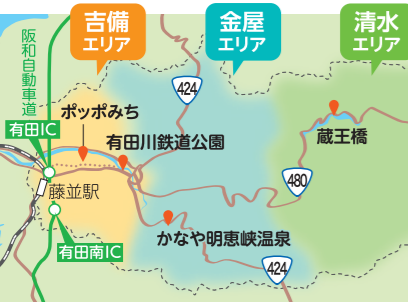 吉備
エリア
金屋
エリア
清水
エリア
阪和自動車道
424
ポッポみち
有田IC
有田川鉄道公園
蔵王橋
480
藤並駅
かなや明恵峡温泉
有田南IC
424